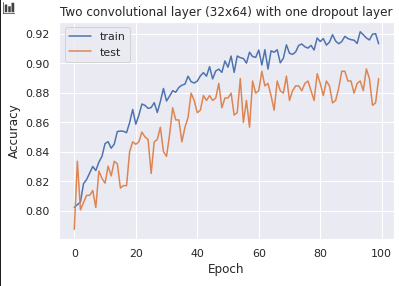 Two convolutional layer (32x64) with one dropout layer
train
test
Accuracy
0.92
0.90
0.88
0.86
0.84
0.82
0.80
0 20 40 60 80 100
Epoch